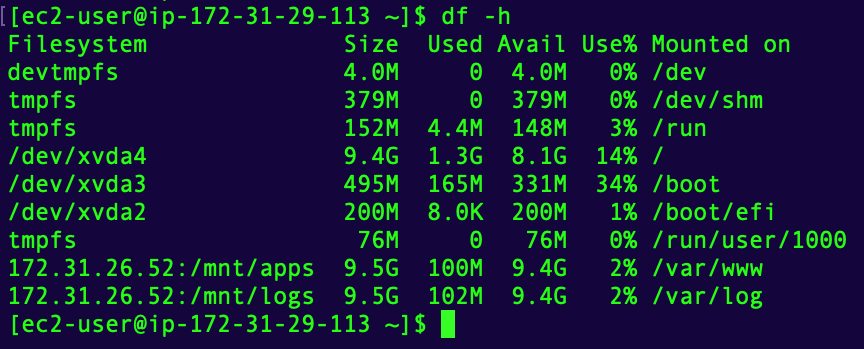 [[ec2-user@ip-172-31-29-113 ~]$ df -h
Filesystem                Size  Used Avail Use% Mounted on
devtmpfs                  4.0M     0  4.0M   0% /dev
tmpfs                     379M     0  379M   0% /dev/shm
tmpfs                     152M  4.4M  148M   3% /run
/dev/xvda4                9.4G  1.3G  8.1G  14% /
/dev/xvda3                495M  165M  331M  34% /boot
/dev/xvda2                200M  8.0K  200M   1% /boot/efi
tmpfs                      76M     0   76M   0% /run/user/1000
172.31.26.52:/mnt/apps    9.5G  100M  9.4G   2% /var/www
172.31.26.52:/mnt/logs    9.5G  102M  9.4G   2% /var/log
[ec2-user@ip-172-31-29-113 ~]$